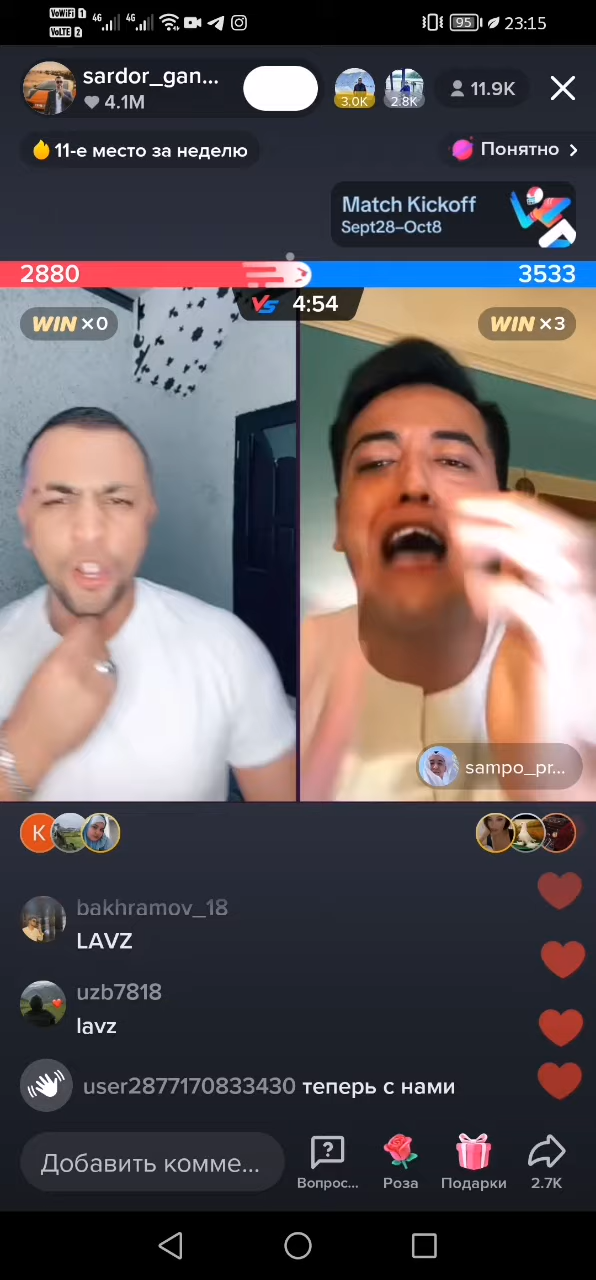 VoWiFi 1
VoLTE 2
4G
4G
95
23:15
sardor_gan...
4.1M
3.0K
2.8K
11.9K
11-е место за неделю
Понятно
Match Kickoff
Sept28–Oct8
2880
3533
VS 4:54
WIN ×0
WIN ×3
sampo_pr...
K
bakhramov_18
LAVZ
uzb7818
lavz
user2877170833430 теперь с нами
Добавить комме...
Вопрос...
Роза
Подарки
2.7K